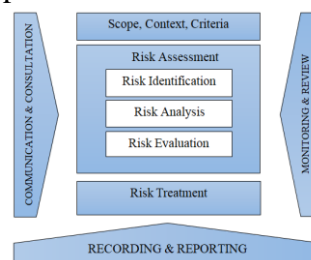 Scope, Context, Criteria
Risk Assessment
Risk Identification
Risk Analysis
Risk Evaluation
Risk Treatment
COMMUNICATION & CONSULTATION
MONITORING & REVIEW
RECORDING & REPORTING